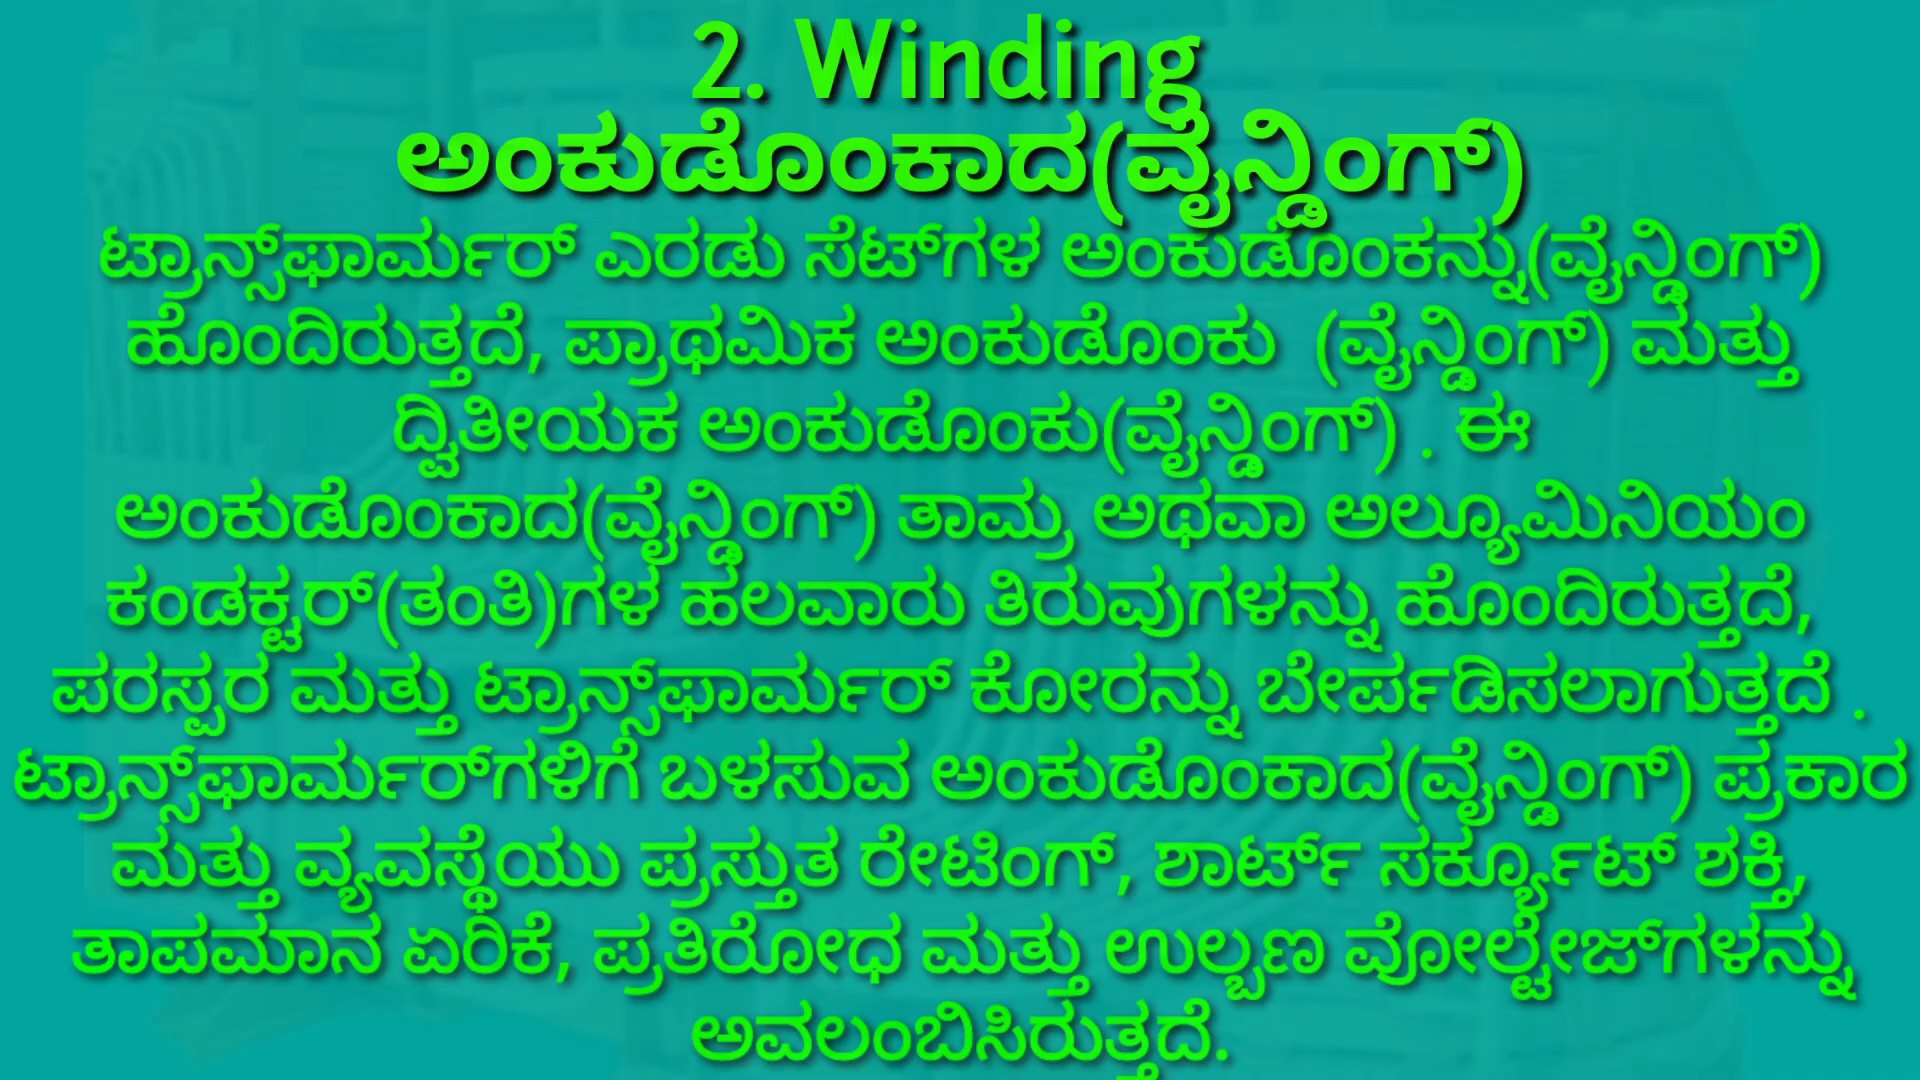 2. Winding
ಅಂಕುಡೊಂಕಾದ(ವೈನ್ಡಿಂಗ್)
ಟ್ರಾನ್ಸ್‌ಫಾರ್ಮರ್ ಎರಡು ಸೆಟ್‌ಗಳ ಅಂಕುಡೊಂಕನ್ನು(ವೈನ್ಡಿಂಗ್)
ಹೊಂದಿರುತ್ತದೆ, ಪ್ರಾಥಮಿಕ ಅಂಕುಡೊಂಕು (ವೈನ್ಡಿಂಗ್) ಮತ್ತು
ದ್ವಿತೀಯಕ ಅಂಕುಡೊಂಕು(ವೈನ್ಡಿಂಗ್) . ಈ
ಅಂಕುಡೊಂಕಾದ(ವೈನ್ಡಿಂಗ್) ತಾಮ್ರ ಅಥವಾ ಅಲ್ಯೂಮಿನಿಯಂ
ಕಂಡಕ್ಟರ್(ತಂತಿ)ಗಳ ಹಲವಾರು ತಿರುವುಗಳನ್ನು ಹೊಂದಿರುತ್ತದೆ,
ಪರಸ್ಪರ ಮತ್ತು ಟ್ರಾನ್ಸ್‌ಫಾರ್ಮರ್ ಕೋರನ್ನು ಬೇರ್ಪಡಿಸಲಾಗುತ್ತದೆ .
ಟ್ರಾನ್ಸ್‌ಫಾರ್ಮರ್‌ಗಳಿಗೆ ಬಳಸುವ ಅಂಕುಡೊಂಕಾದ(ವೈನ್ಡಿಂಗ್) ಪ್ರಕಾರ
ಮತ್ತು ವ್ಯವಸ್ಥೆಯು ಪ್ರಸ್ತುತ ರೇಟಿಂಗ್, ಶಾರ್ಟ್ ಸರ್ಕ್ಯೂಟ್ ಶಕ್ತಿ,
ತಾಪಮಾನ ಏರಿಕೆ, ಪ್ರತಿರೋಧ ಮತ್ತು ಉಲ್ಬಣ ವೋಲ್ಟೇಜ್‌ಗಳನ್ನು
ಅವಲಂಬಿಸಿರುತ್ತದೆ.